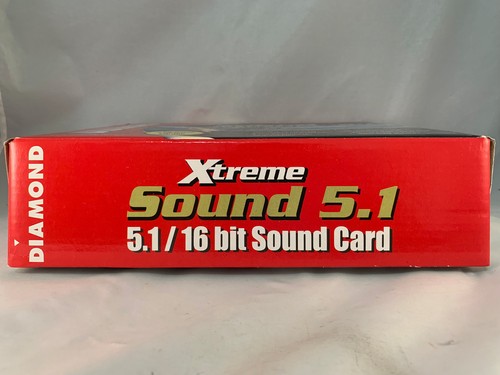 DIAMOND
Xtreme
Sound 5.1
5.1 / 16 bit Sound Card